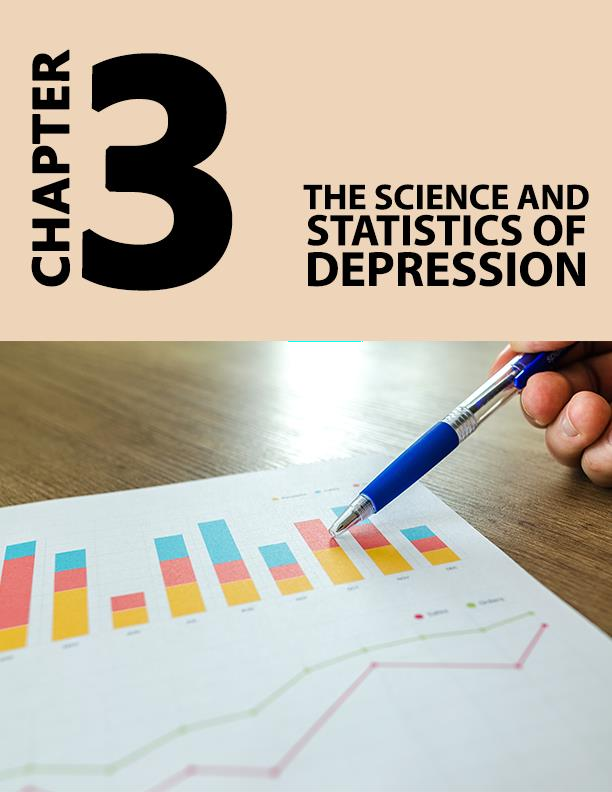 CHAPTER
3
THE SCIENCE AND
STATISTICS OF
DEPRESSION